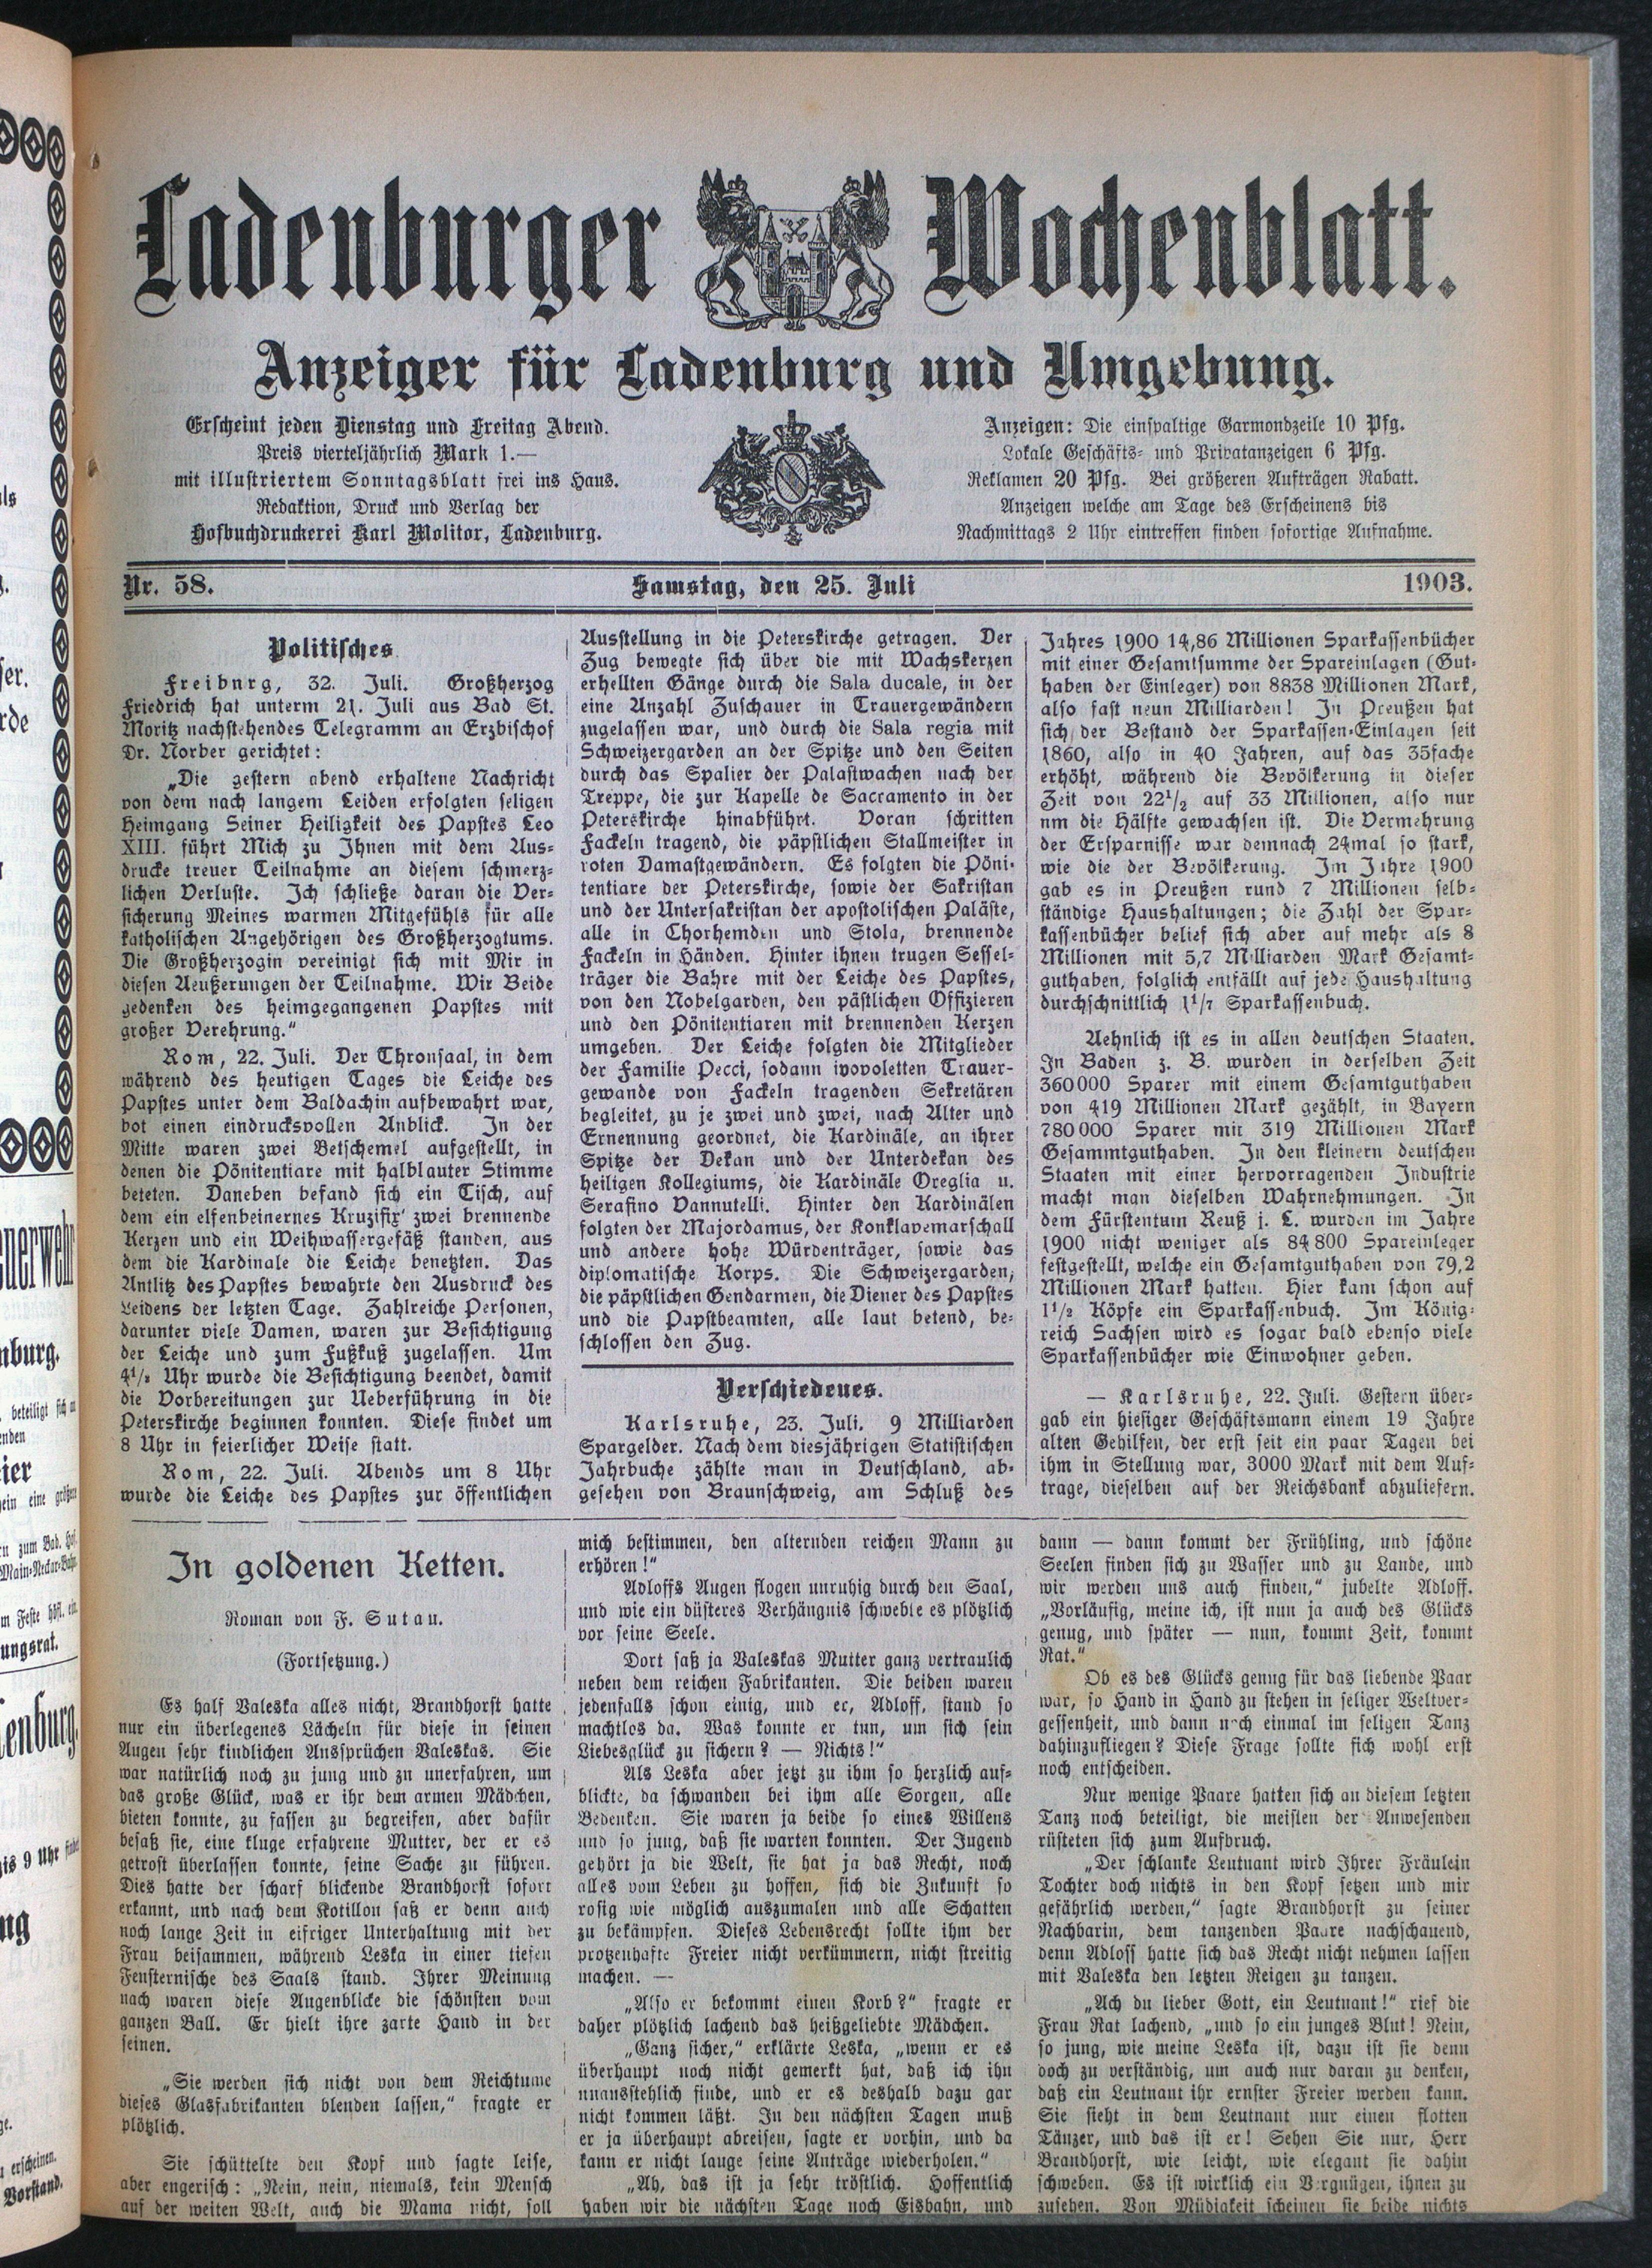 Ladenburger Wochenblatt.
Anzeiger für Ladenburg und Umgebung.
Erscheint jeden Dienstag und Freitag Abend.
Preis vierteljährlich Mark 1.—
mit illustriertem Sonntagsblatt frei ins Haus.
Redaktion, Druck und Verlag der
Hofbuchdruckerei Karl Molitor, Ladenburg.
Anzeigen: Die einspaltige Garmondzeile 10 Pfg.
Lokale Geschäfts- und Privatanzeigen 6 Pfg.
Reklamen 20 Pfg. Bei größeren Aufträgen Rabatt.
Anzeigen welche am Tage des Erscheinens bis
Nachmittags 2 Uhr eintreffen finden sofortige Aufnahme.
Nr. 58.
Samstag, den 25. Juli
1903.
Politisches
Freiburg, 32. Juli. Großherzog
Friedrich hat unterm 21. Juli aus Bad St.
Moritz nachstehendes Telegramm an Erzbischof
Dr. Norber gerichtet:
„Die gestern abend erhaltene Nachricht
von dem nach langem Leiden erfolgten seligen
Heimgang Seiner Heiligkeit des Papstes Leo
XIII. führt Mich zu Ihnen mit dem Aus-
drucke treuer Teilnahme an diesem schmerz-
lichen Verluste. Ich schließe daran die Ver-
sicherung Meines warmen Mitgefühls für alle
katholischen Angehörigen des Großherzogtums.
Die Großherzogin vereinigt sich mit Mir in
diesen Aeußerungen der Teilnahme. Wir Beide
gedenken des heimgegangenen Papstes mit
großer Verehrung.“
Rom, 22. Juli. Der Thronsaal, in dem
während des heutigen Tages die Leiche des
Papstes unter dem Baldachin aufbewahrt war,
bot einen eindrucksvollen Anblick. In der
Mitte waren zwei Betschemel aufgestellt, in
denen die Pönitentiare mit halblauter Stimme
beteten. Daneben befand sich ein Tisch, auf
dem ein elfenbeinernes Kruzifix' zwei brennende
Kerzen und ein Weihwassergefäß standen, aus
dem die Kardinale die Leiche benetzten. Das
Antlitz des Papstes bewahrte den Ausdruck des
Leidens der letzten Tage. Zahlreiche Personen,
darunter viele Damen, waren zur Besichtigung
der Leiche und zum Fußkuß zugelassen. Um
4½ Uhr wurde die Besichtigung beendet, damit
die Vorbereitungen zur Ueberführung in die
Peterskirche beginnen konnten. Diese findet um
8 Uhr in feierlicher Weise statt.
Rom, 22. Juli. Abends um 8 Uhr
wurde die Leiche des Papstes zur öffentlichen
Ausstellung in die Peterskirche getragen. Der
Zug bewegte sich über die mit Wachskerzen
erhellten Gänge durch die Sala ducale, in der
eine Anzahl Zuschauer in Trauergewändern
zugelassen war, und durch die Sala regia mit
Schweizergarden an der Spitze und den Seiten
durch das Spalier der Palastwachen nach der
Treppe, die zur Kapelle de Saccramento in der
Peterskirche hinabführt. Voran schritten
Fackeln tragend, die päpstlichen Stallmeister in
roten Damastgewändern. Es folgten die Pöni-
tentiare der Peterskirche, sowie der Sakristan
und der Untersakristan der apostolischen Paläste,
alle in Chorhemden und Stola, brennende
Fackeln in Händen. Hinter ihnen trugen Sessel-
träger die Bahre mit der Leiche des Papstes,
von den Nobelgarden, den pästlichen Offizieren
und den Pönitentiaren mit brennenden Kerzen
umgeben. Der Leiche folgten die Mitglieder
der Familie Pecci, sodann ivovoletten Trauer-
gewande von Fackeln tragenden Sekretären
begleitet, zu je zwei und zwei, nach Alter und
Ernennung geordnet, die Kardinäle, an ihrer
Spitze der Dekan und der Unterdekan des
heiligen Kollegiums, die Kardinäle Oreglia u.
Serafino Vannutelli. Hinter den Kardinälen
folgten der Majordamus, der Konklavemarschall
und andere hohe Würdenträger, sowie das
diplomatische Korps. Die Schweizergarden,
die päpstlichen Gendarmen, die Diener des Papstes
und die Papstbeamten, alle laut betend, be-
schlossen den Zug.
Verschiedenes.
Karlsruhe, 23. Juli. 9 Milliarden
Spargelder. Nach dem diesjährigen Statistischen
Jahrbuche zählte man in Deutschland, ab-
gesehen von Braunschweig, am Schluß des
Jahres 1900 14,86 Millionen Sparkassenbücher
mit einer Gesamtsumme der Spareinlagen (Gut-
haben der Einleger) von 8838 Millionen Mark,
also fast neun Milliarden! In Preußen hat
sich der Bestand der Sparkassen-Einlagen seit
1860, also in 40 Jahren, auf das 35fache
erhöht, während die Bevölkerung in dieser
Zeit von 22½ auf 33 Millionen, also nur
nm die Hälfte gewachsen ist. Die Vermehrung
der Ersparnisse war demnach 24mal so stark,
wie die der Bevölkerung. Im Jahre 1900
gab es in Preußen rund 7 Millionen selb-
ständige Haushaltungen; die Zahl der Spar-
kassenbücher belief sich aber auf mehr als 8
Millionen mit 5,7 Milliarden Mark Gesamt-
guthaben, folglich entfällt auf jede Haushaltung
durchschnittlich 1¹/₇ Sparkassenbuch.
Aehnlich ist es in allen deutschen Staaten.
In Baden z. B. wurden in derselben Zeit
360000 Sparer mit einem Gesamtguthaben
von 419 Millionen Mark gezählt, in Bayern
780000 Sparer mit 319 Millionen Mark
Gesammtguthaben. In den kleinern deutschen
Staaten mit einer hervorragenden Industrie
macht man dieselben Wahrnehmungen. In
dem Fürstentum Reuß j. L. wurden im Jahre
1900 nicht weniger als 84800 Spareinleger
festgestellt, welche ein Gesamtguthaben von 79,2
Millionen Mark hatten. Hier kam schon auf
1½ Köpfe ein Sparkassenbuch. Im König-
reich Sachsen wird es sogar bald ebenso viele
Sparkassenbücher wie Einwohner geben.
— Karlsruhe, 22. Juli. Gestern über-
gab ein hiesiger Geschäftsmann einem 19 Jahre
alten Gehilfen, der erst seit ein paar Tagen bei
ihm in Stellung war, 3000 Mark mit dem Auf-
trage, dieselben auf der Reichsbank abzuliefern.
In goldenen Ketten.
Roman von F. Sutau.
(Fortsetzung.)
Es half Valeska alles nicht, Brandhorst hatte
nur ein überlegenes Lächeln für diese in seinen
Augen sehr kindlichen Anssprüchen Valeskas. Sie
war natürlich noch zu jung und zu unerfahren, um
das große Glück, was er ihr dem armen Mädchen,
bieten konnte, zu fassen zu begreifen, aber dafür
besaß sie, eine kluge erfahrene Mutter, der er es
getrost überlassen konnte, seine Sache zu führen.
Dies hatte der scharf blickende Brandhorst sofort
erkannt, und nach dem Kotillon saß er denn auch
noch lange Zeit in eifriger Unterhaltung mit der
Frau beisammen, während Leska in einer tiefen
Fensternische des Saals stand. Ihrer Meinung
nach waren diese Augenblicke die schönsten vom
ganzen Ball. Er hielt ihre zarte Hand in der
seinen.
„Sie werden sich nicht von dem Reichtume
dieses Glasfabrikanten blenden lassen,“ fragte er
plötzlich.
Sie schüttelte den Kopf und sagte leise,
aber engerisch: „Nein, nein, niemals, kein Mensch
auf der weiten Welt, auch die Mama nicht, soll
mich bestimmen, den alternden reichen Mann zu
erhören!“
Adloffs Augen flogen unruhig durch den Saal,
und wie ein düsteres Verhängnis schwebte es plötzlich
vor seine Seele.
Dort saß ja Valeskas Mutter ganz vertraulich
neben dem reichen Fabrikanten. Die beiden waren
jedenfalls schon einig, und er, Adloff, stand so
machtlos da. Was konnte er tun, um sich sein
Liebesglück zu sichern? — Nichts!“
Als Leska aber jetzt zu ihm so herzlich auf-
blickte, da schwanden bei ihm alle Sorgen, alle
Bedenken. Sie waren ja beide so eines Willens
und so jung, daß sie warten konnten. Der Jugend
gehört ja die Welt, sie hat ja das Recht, noch
alles vom Leben zu hoffen, sich die Zukunft so
rosig wie möglich auszumalen und alle Schatten
zu bekämpfen. Dieses Lebensrecht sollte ihm der
protzenhafte Freier nicht verkümmern, nicht streitig
machen. —
„Also er bekommt einen Korb?“ fragte er
daher plötzlich lachend das heißgeliebte Mädchen.
„Ganz sicher,“ erklärte Leska, „wenn er es
überhaupt noch nicht gemerkt hat, daß ich ihn
nnausstehlich finde, und er es deshalb dazu gar
nicht kommen läßt. In den nächsten Tagen muß
er ja überhaupt abreisen, sagte er vorhin, und da
kann er nicht lauge seine Anträge wiederholen.“
„Ah, das ist ja sehr tröstlich. Hoffentlich
haben wir die nächsten Tage noch Eisbahn, und
dann — dann kommt der Frühling, und schöne
Seelen finden sich zu Wasser und zu Lande, und
wir werden uns auch finden,“ jubelte Adloff.
„Vorläufig, meine ich, ist nun ja auch des Glücks
genug, und später — nun, kommt Zeit, kommt
Rat.“
Ob es des Glücks genug für das liebende Paar
war, so Hand in Hand zu stehen in seliger Weltver-
gessenheit, und dann noch einmal im seligen Tanz
dahinzufliegen? Diese Frage sollte sich wohl erst
noch entscheiden.
Nur wenige Paare hatten sich an diesem letzten
Tanz noch beteiligt, die meisten der Anwesenden
rüsteten sich zum Aufbruch.
„Der schlanke Leutnant wird Ihrer Fräulein
Tochter doch nichts in den Kopf setzen und mir
gefährlich werden,“ sagte Brandhorst zu seiner
Nachbarin, dem tanzenden Paare nachschauend,
denn Adloff hatte sich das Recht nicht nehmen lassen
mit Valeska den letzten Reigen zu tanzen.
„Ach du lieber Gott, ein Leutnant!“ rief die
Frau Rat lachend, „und so ein junges Blut! Nein,
so jung, wie meine Leska ist, dazu ist sie denn
doch zu verständig, um auch nur daran zu denken,
daß ein Leutnant ihr ernster Freier werden kann.
Sie sieht in dem Leutnant nur einen flotten
Tänzer, und das ist er! Sehen Sie nur, Herr
Brandhorst, wie leicht, wie elegant sie dahin
schweben. Es ist wirklich ein Vergnügen, ihnen zu
zusehen. Von Müdigkeit scheinen sie beide nichts